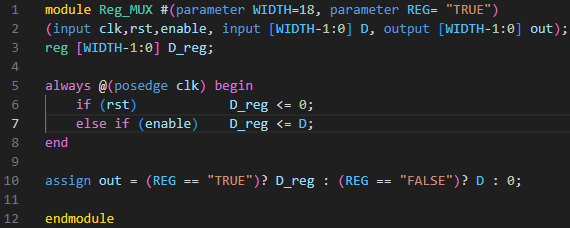 1 module Reg_MUX #(parameter WIDTH=18, parameter REG= "TRUE")
2 (input clk,rst,enable, input [WIDTH-1:0] D, output [WIDTH-1:0] out);
3 reg [WIDTH-1:0] D_reg;
4
5 always @(posedge clk) begin
6     if (rst)            D_reg <= 0;
7     else if (enable)    D_reg <= D;
8 end
9
10 assign out = (REG == "TRUE")? D_reg : (REG == "FALSE")? D : 0;
11
12 endmodule